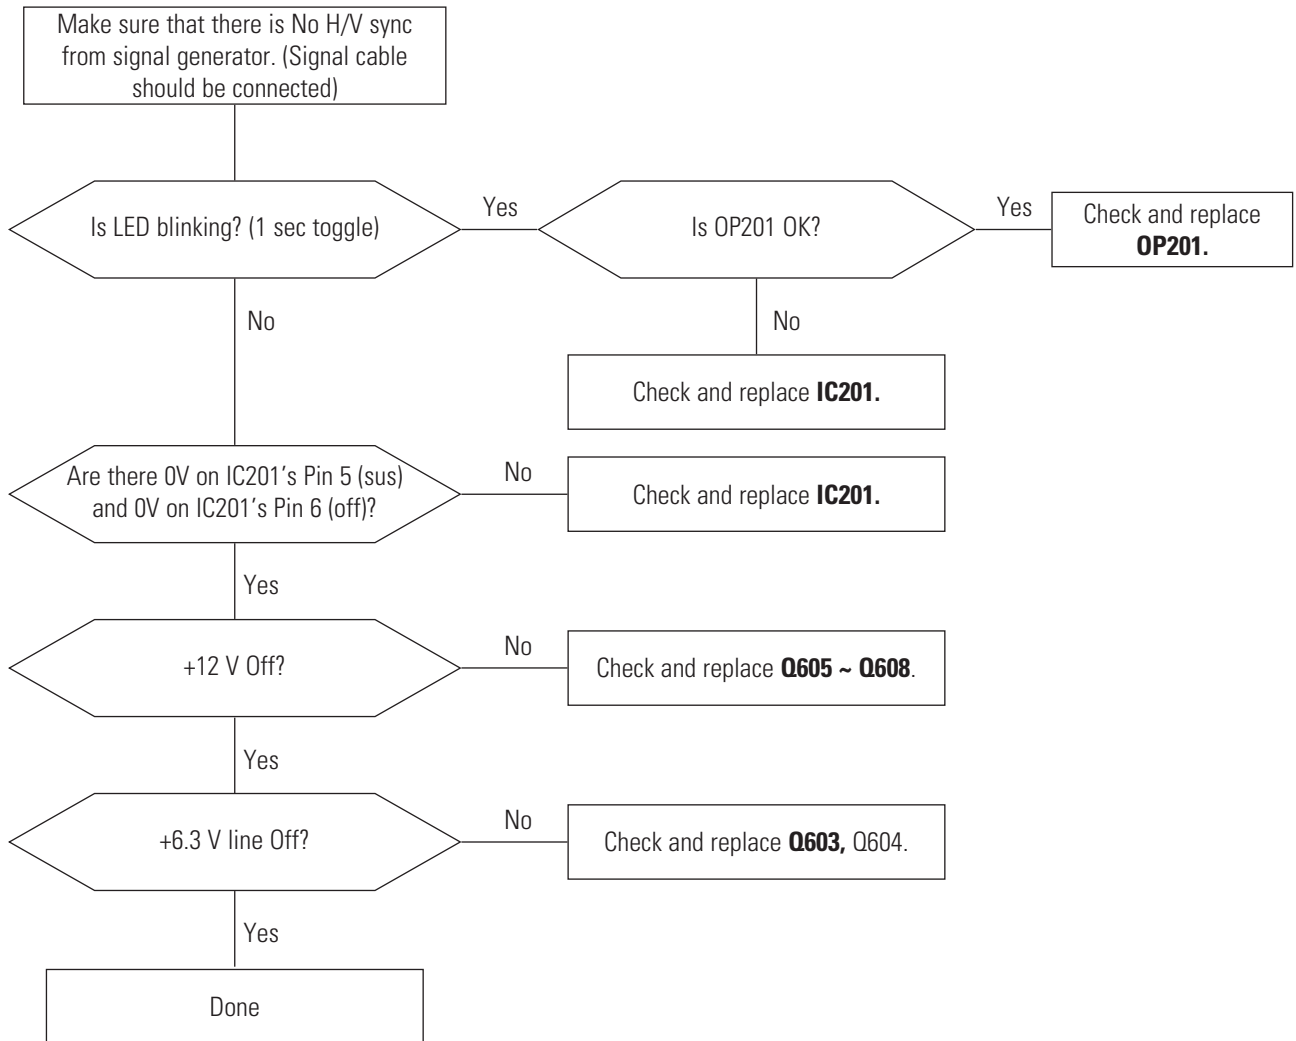 Make sure that there is No H/V sync
from signal generator. (Signal cable
should be connected)
Is LED blinking? (1 sec toggle)
Yes
Is OP201 OK?
Yes
Check and replace
OP201.
No
No
Check and replace IC201.
Are there 0V on IC201's Pin 5 (sus)
and 0V on IC201's Pin 6 (off)?
No
Check and replace IC201.
Yes
+12 V Off?
No
Check and replace Q605 ~ Q608.
Yes
+6.3 V line Off?
No
Check and replace Q603, Q604.
Yes
Done